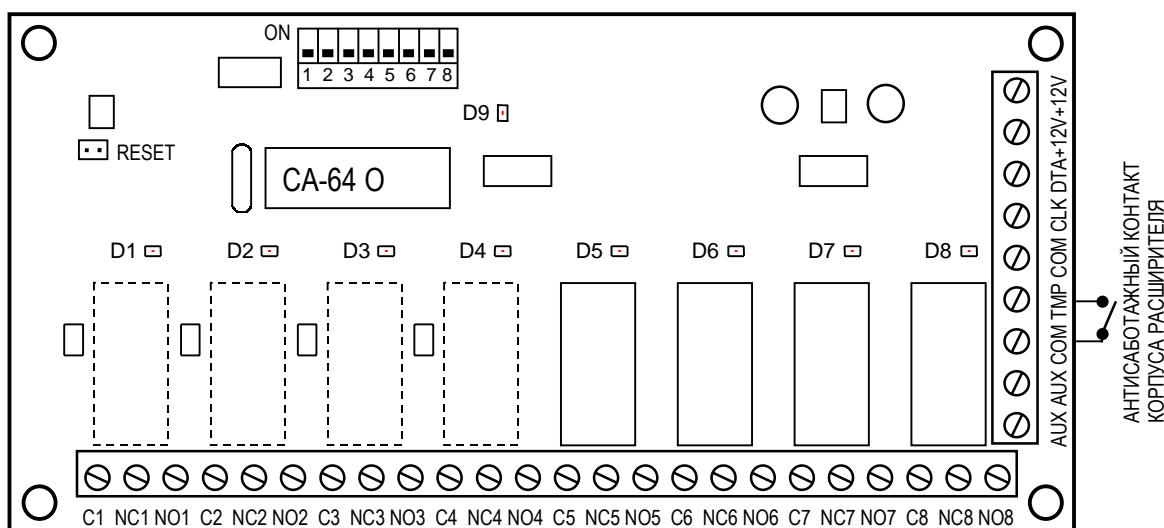 ON
1 2 3 4 5 6 7 8
D9
RESET
CA-64 O
D1 D2 D3 D4 D5 D6 D7 D8
AUX AUX COM TMP COM CLK DTA+12V+12V
АНТИСАБОТАЖНЫЙ КОНТАКТ
КОРПУСА РАСШИРИТЕЛЯ
C1 NC1 NO1 C2 NC2 NO2 C3 NC3 NO3 C4 NC4 NO4 C5 NC5 NO5 C6 NC6 NO6 C7 NC7 NO7 C8 NC8 NO8